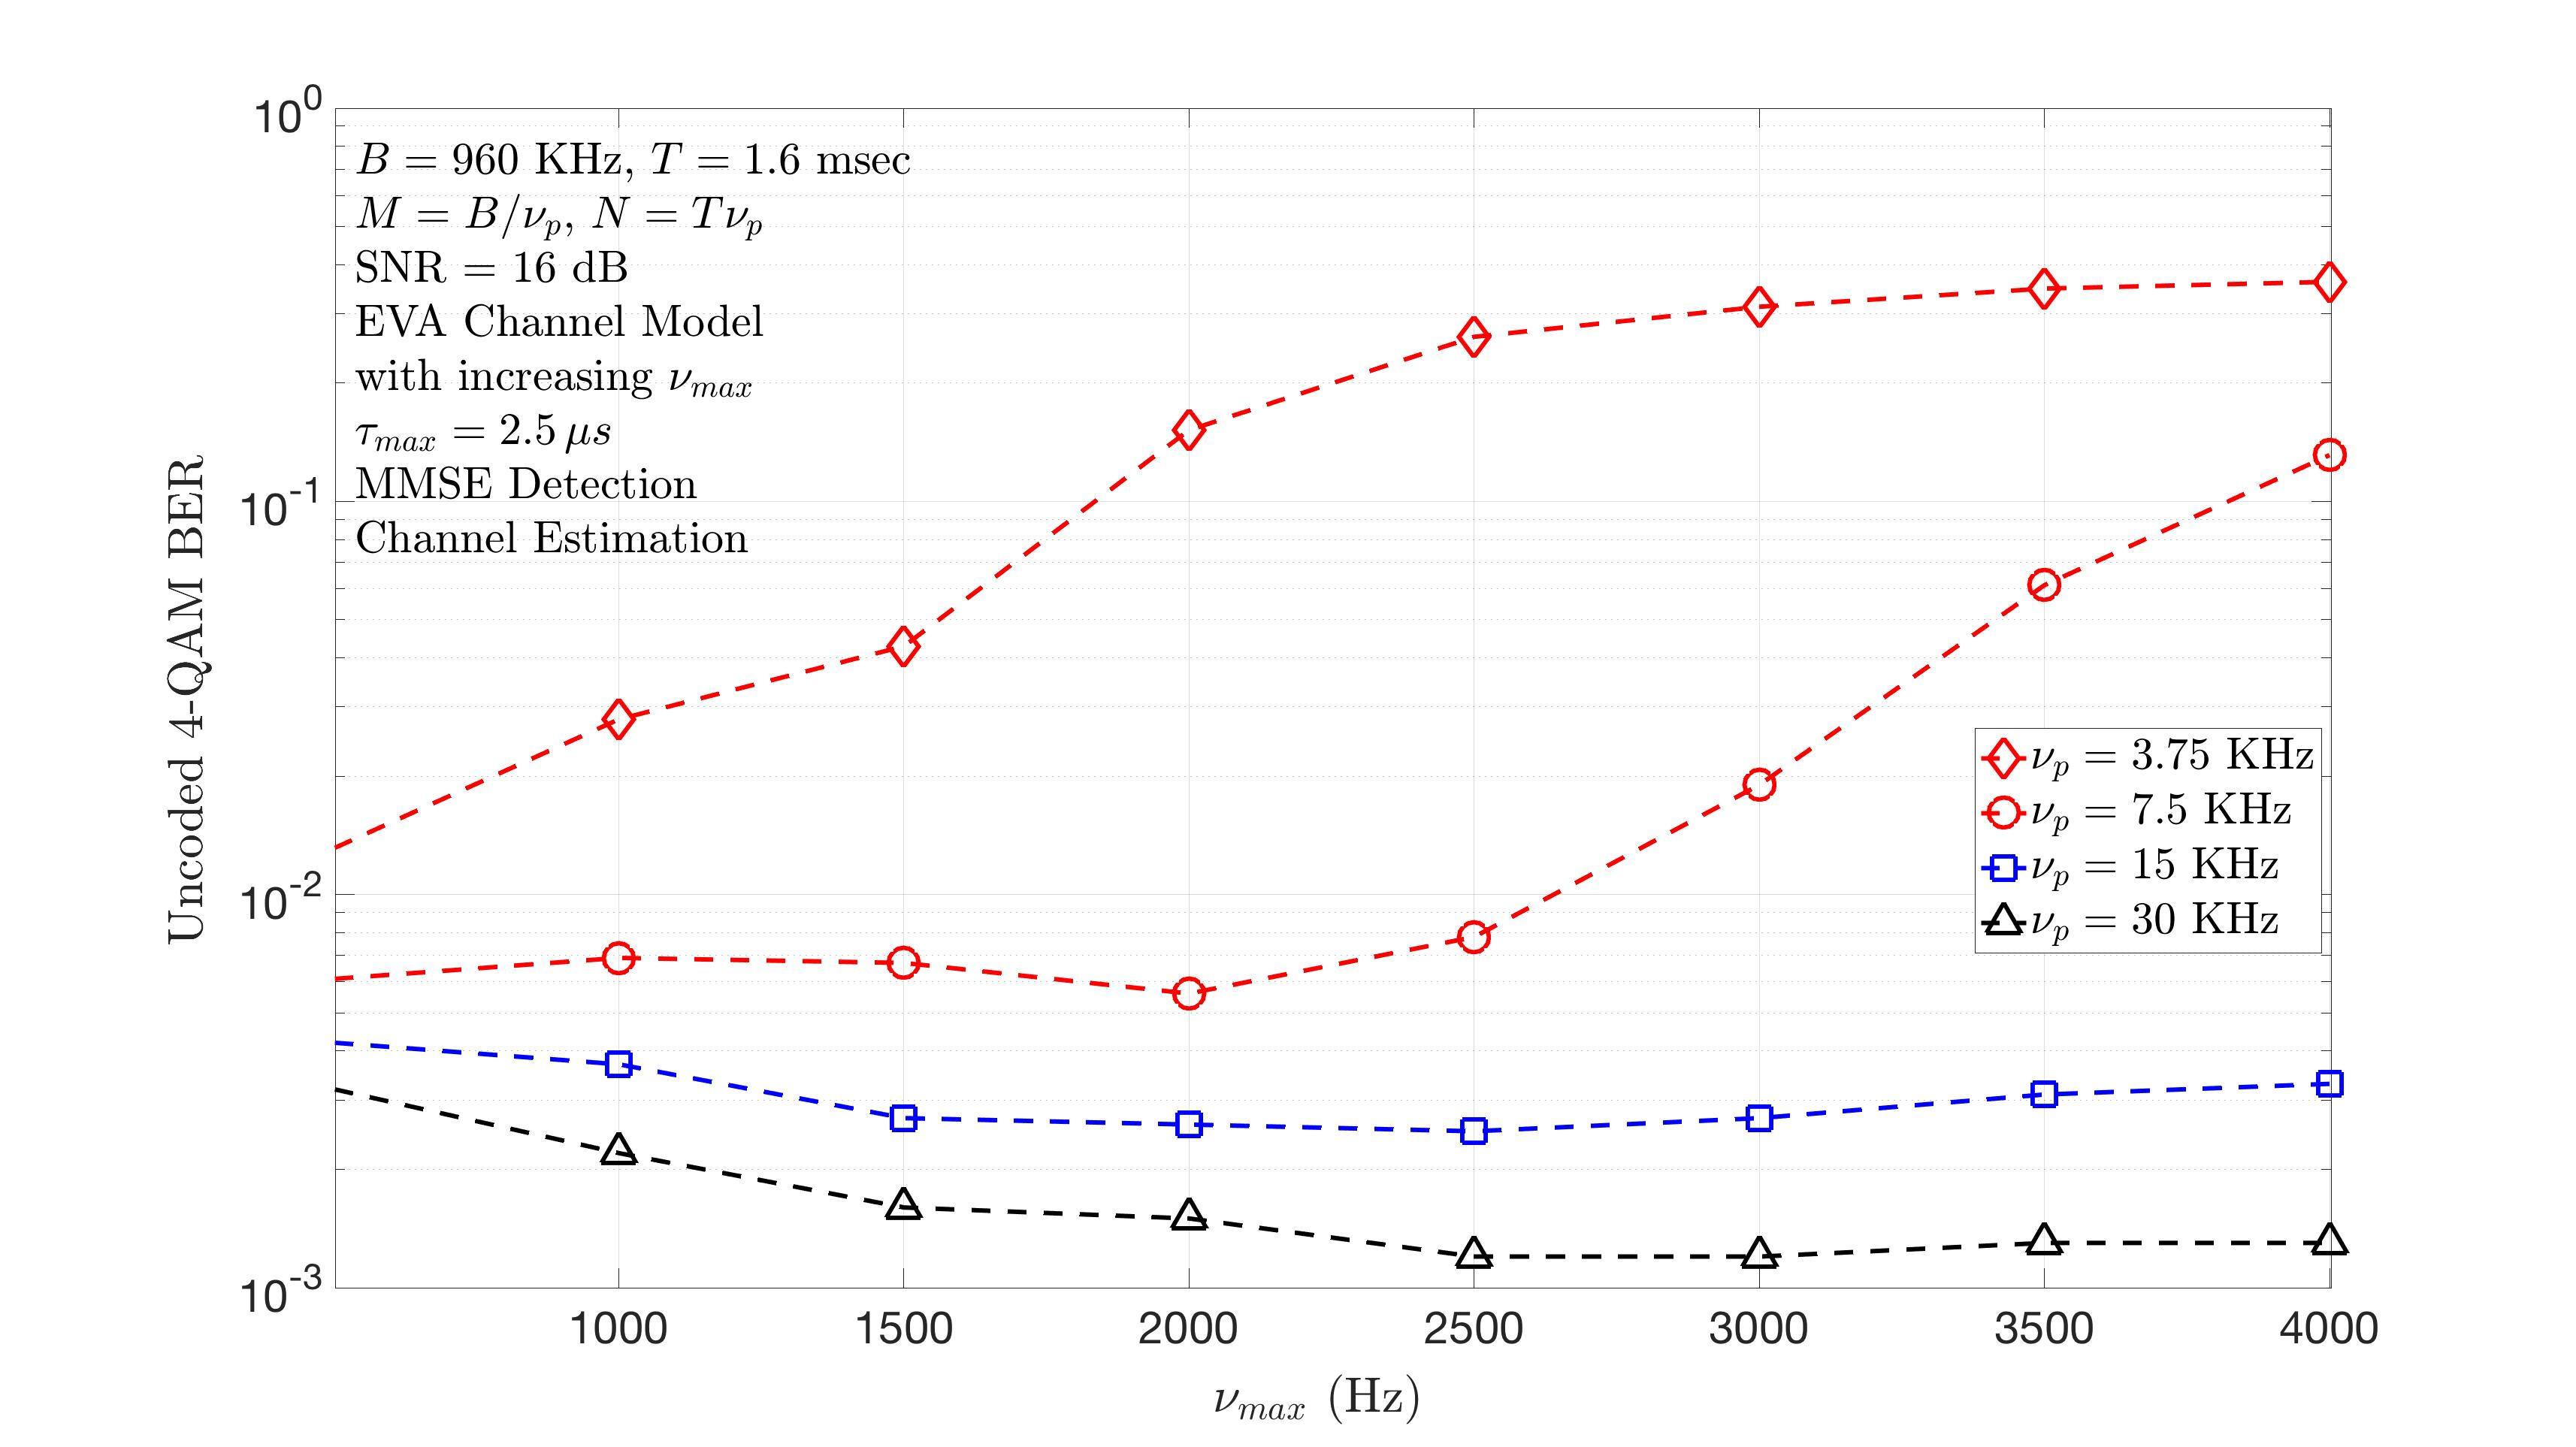 10^0
B = 960 KHz, T = 1.6 msec
M = B/ν_p, N = Tν_p
SNR = 16 dB
EVA Channel Model
with increasing ν_max
τ_max = 2.5 μs
MMSE Detection
Channel Estimation
10^-1
10^-2
10^-3
Uncoded 4-QAM BER
ν_p = 3.75 KHz
ν_p = 7.5 KHz
ν_p = 15 KHz
ν_p = 30 KHz
1000 1500 2000 2500 3000 3500 4000
ν_max (Hz)